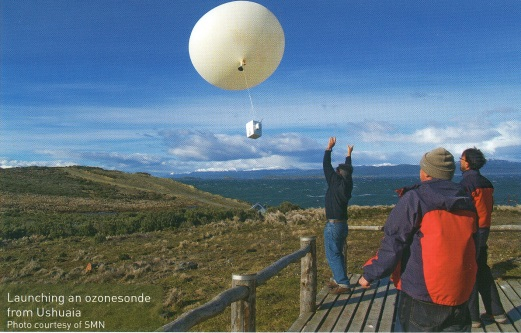 Launching an ozonesonde
from Ushuaia
Photo courtesy of SMN